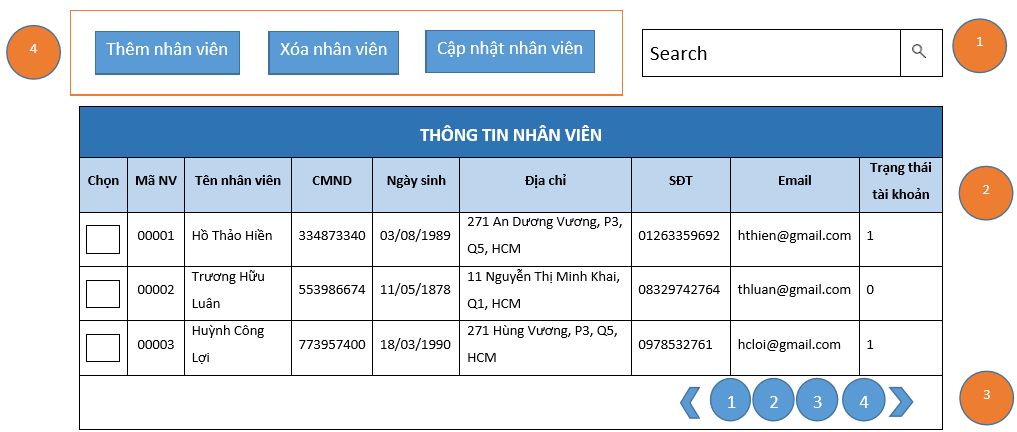 4
Thêm nhân viên
Xóa nhân viên
Cập nhật nhân viên
Search
1
THÔNG TIN NHÂN VIÊN
Chọn Mã NV Tên nhân viên CMND Ngày sinh Địa chỉ SĐT Email Trạng thái
tài khoản
2
00001 Hồ Thảo Hiền 334873340 03/08/1989 271 An Dương Vương, P3,
Q5, HCM
01263359692 hthien@gmail.com 1
00002 Trương Hữu
Luân
553986674 11/05/1878 11 Nguyễn Thị Minh Khai,
Q1, HCM
08329742764 thluan@gmail.com 0
00003 Huỳnh Công
Lợi
773957400 18/03/1990 271 Hùng Vương, P3, Q5,
HCM
0978532761 hcloi@gmail.com 1
1 2 3 4
3